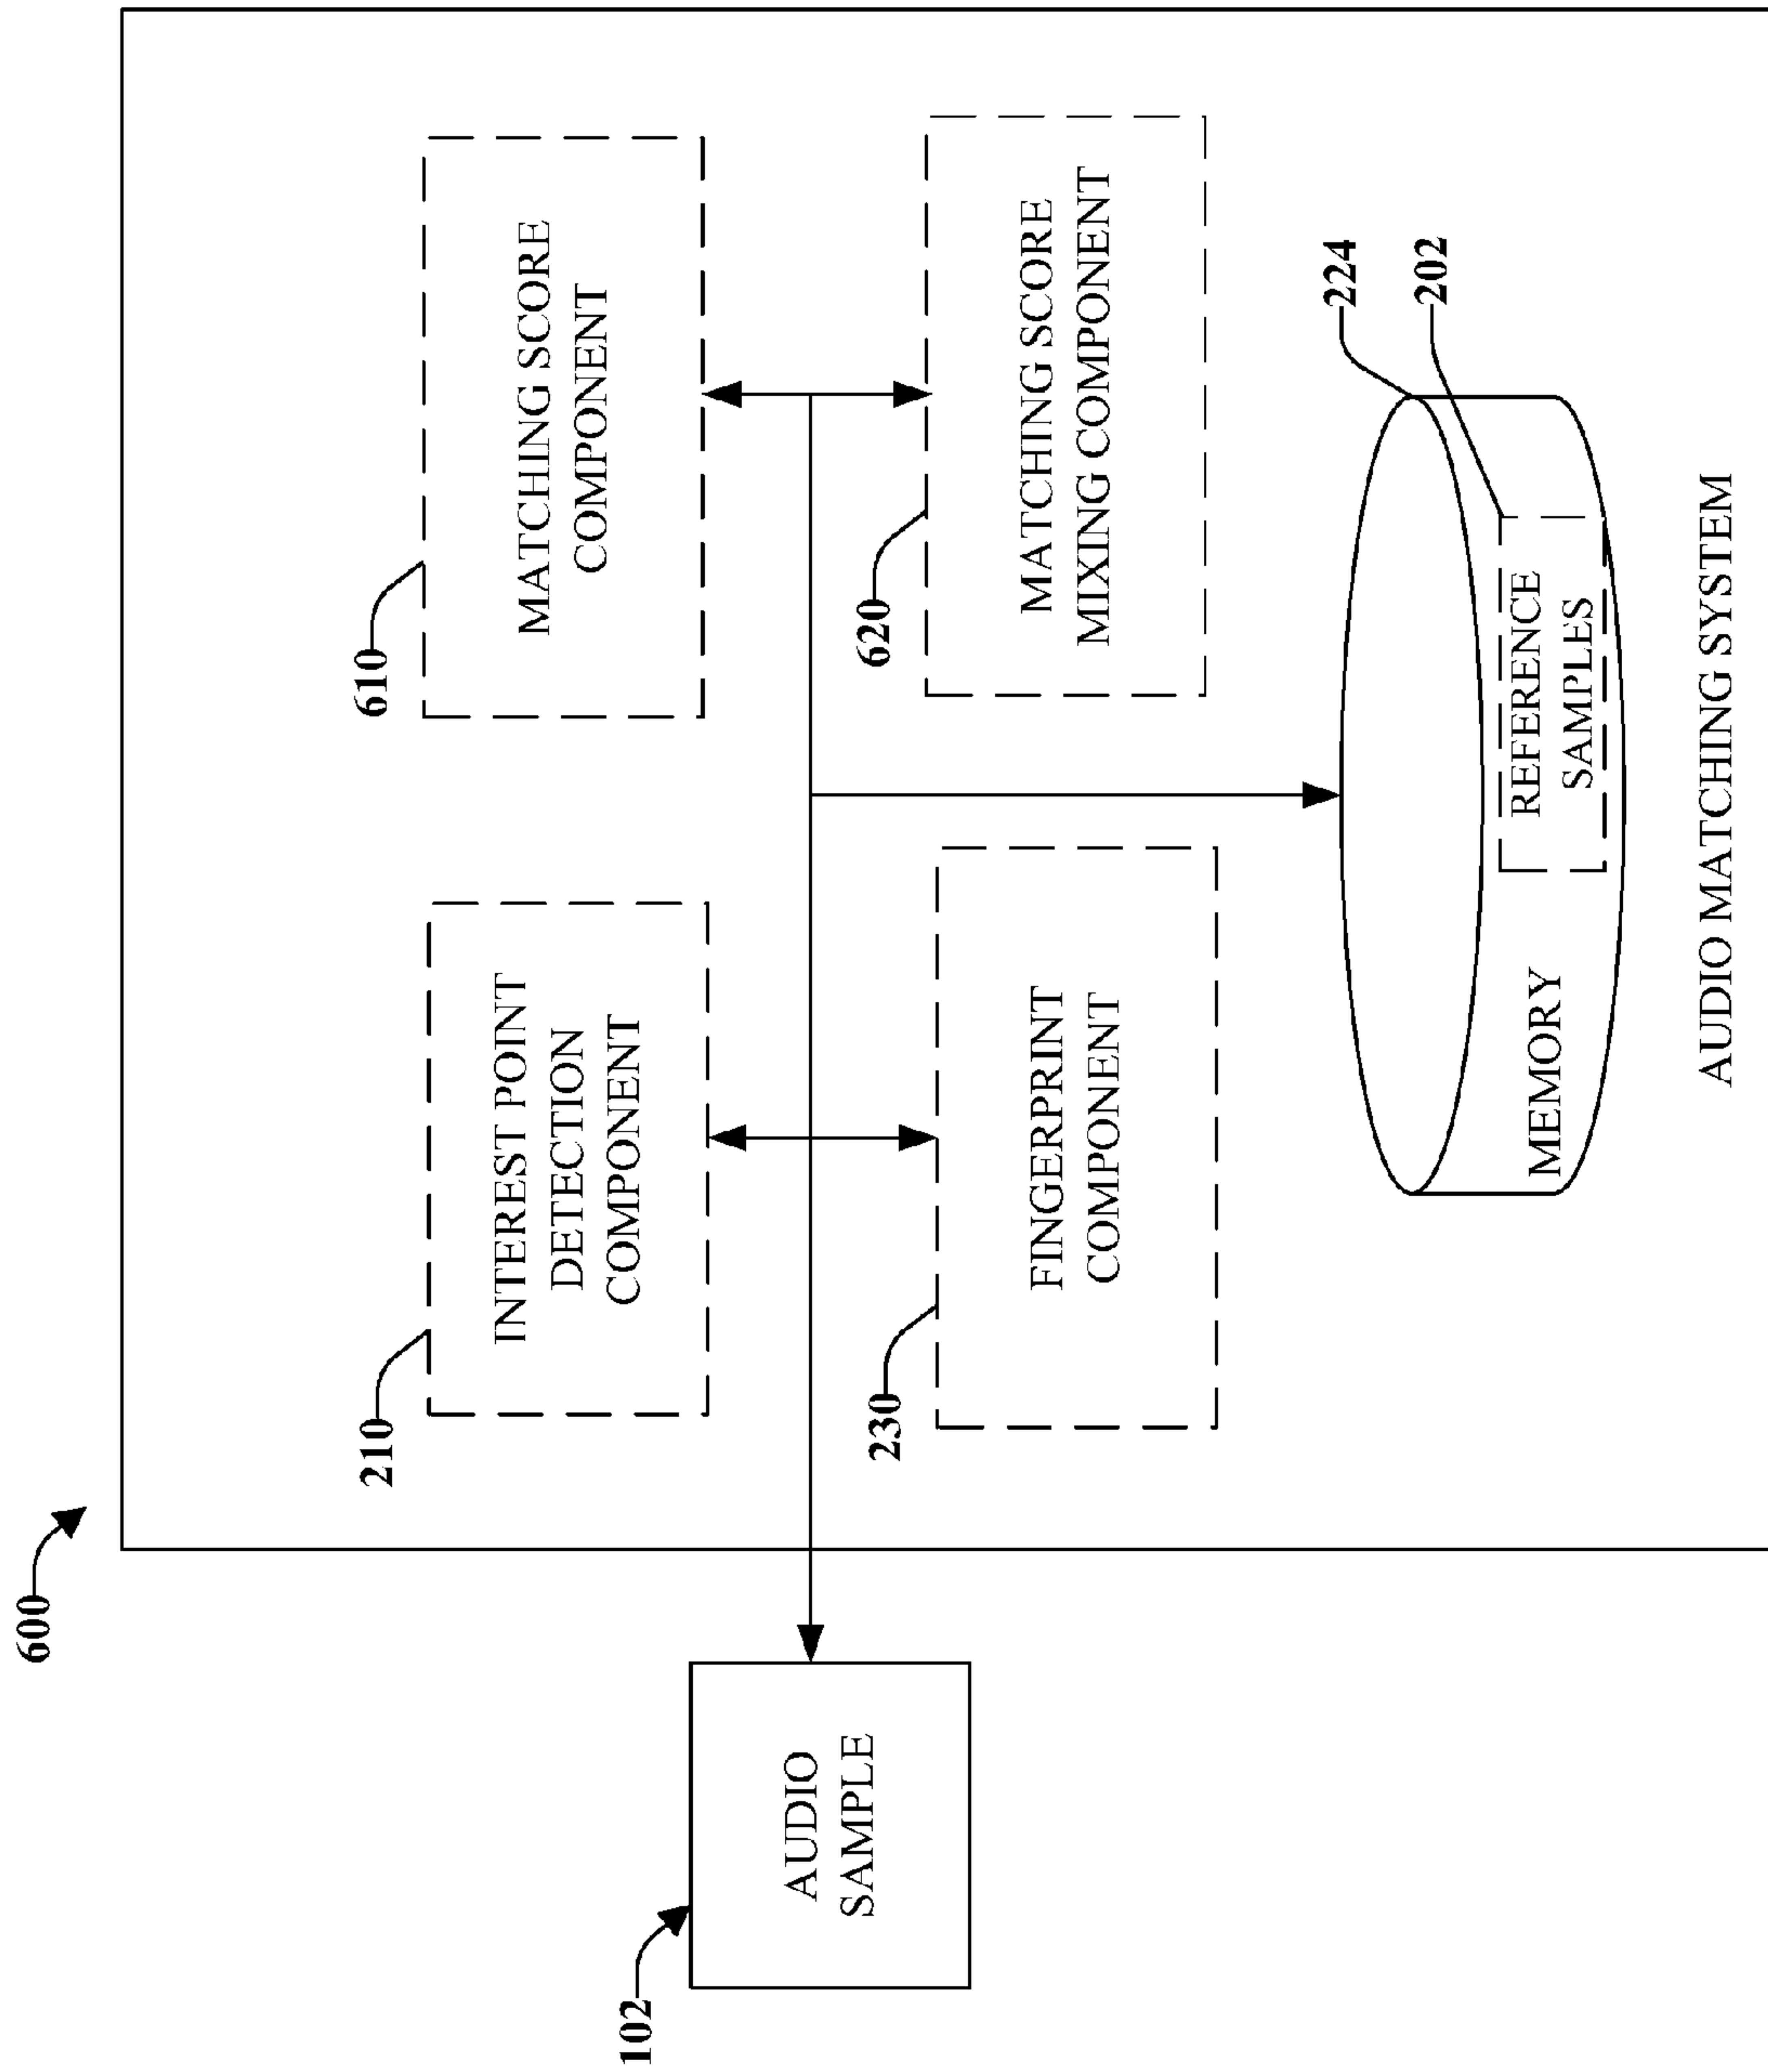 600
102
AUDIO
SAMPLE
210
INTEREST POINT
DETECTION
COMPONENT
610
MATCHING SCORE
COMPONENT
230
FINGERPRINT
COMPONENT
620
MATCHING SCORE
MIXING COMPONENT
224
202
MEMORY
REFERENCE
SAMPLES
AUDIO MATCHING SYSTEM